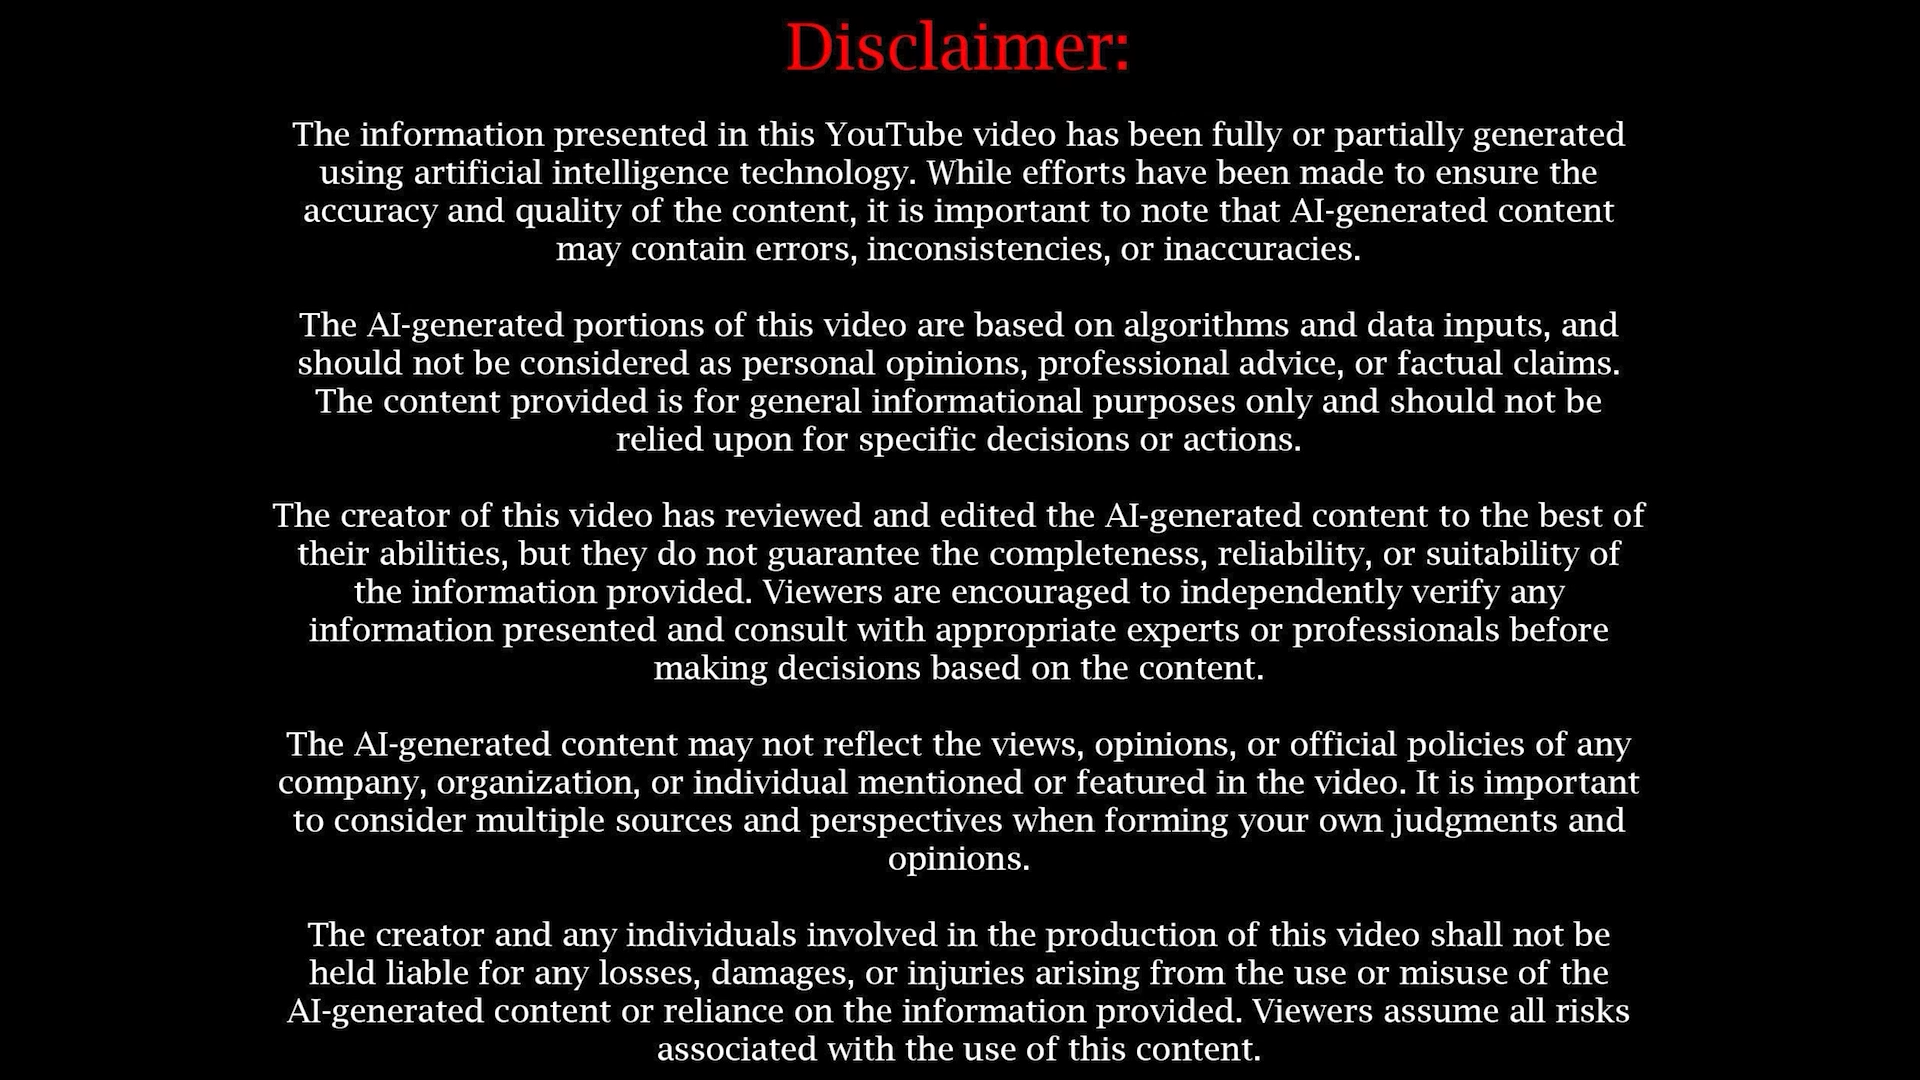 Disclaimer:
The information presented in this YouTube video has been fully or partially generated
using artificial intelligence technology. While efforts have been made to ensure the
accuracy and quality of the content, it is important to note that AI-generated content
may contain errors, inconsistencies, or inaccuracies.
The AI-generated portions of this video are based on algorithms and data inputs, and
should not be considered as personal opinions, professional advice, or factual claims.
The content provided is for general informational purposes only and should not be
relied upon for specific decisions or actions.
The creator of this video has reviewed and edited the AI-generated content to the best of
their abilities, but they do not guarantee the completeness, reliability, or suitability of
the information provided. Viewers are encouraged to independently verify any
information presented and consult with appropriate experts or professionals before
making decisions based on the content.
The AI-generated content may not reflect the views, opinions, or official policies of any
company, organization, or individual mentioned or featured in the video. It is important
to consider multiple sources and perspectives when forming your own judgments and
opinions.
The creator and any individuals involved in the production of this video shall not be
held liable for any losses, damages, or injuries arising from the use or misuse of the
AI-generated content or reliance on the information provided. Viewers assume all risks
associated with the use of this content.